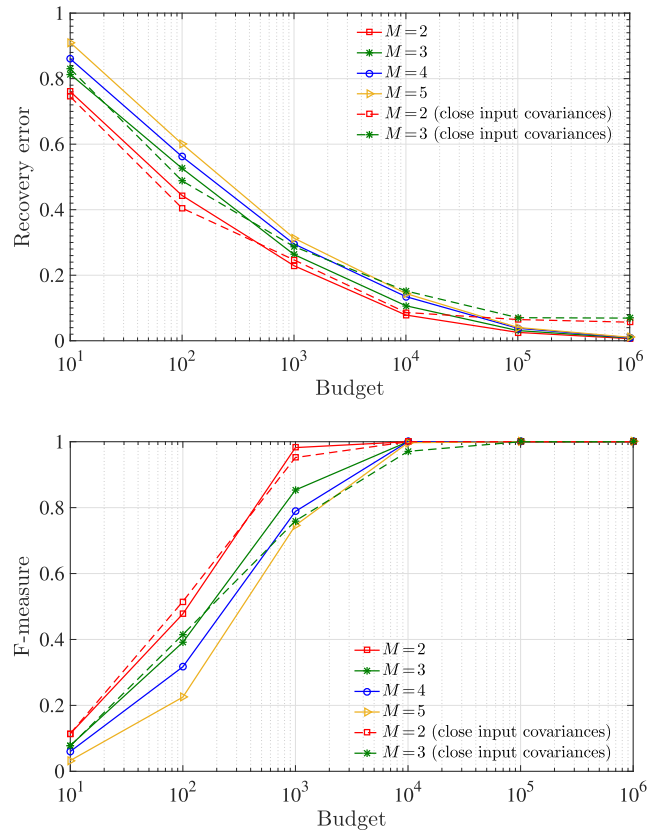 1
0.8
0.6
0.4
0.2
0
Recovery error
M=2
M=3
M=4
M=5
M=2 (close input covariances)
M=3 (close input covariances)
10^1 10^2 10^3 10^4 10^5 10^6
Budget
1
0.8
0.6
0.4
0.2
0
F-measure
M=2
M=3
M=4
M=5
M=2 (close input covariances)
M=3 (close input covariances)
10^1 10^2 10^3 10^4 10^5 10^6
Budget